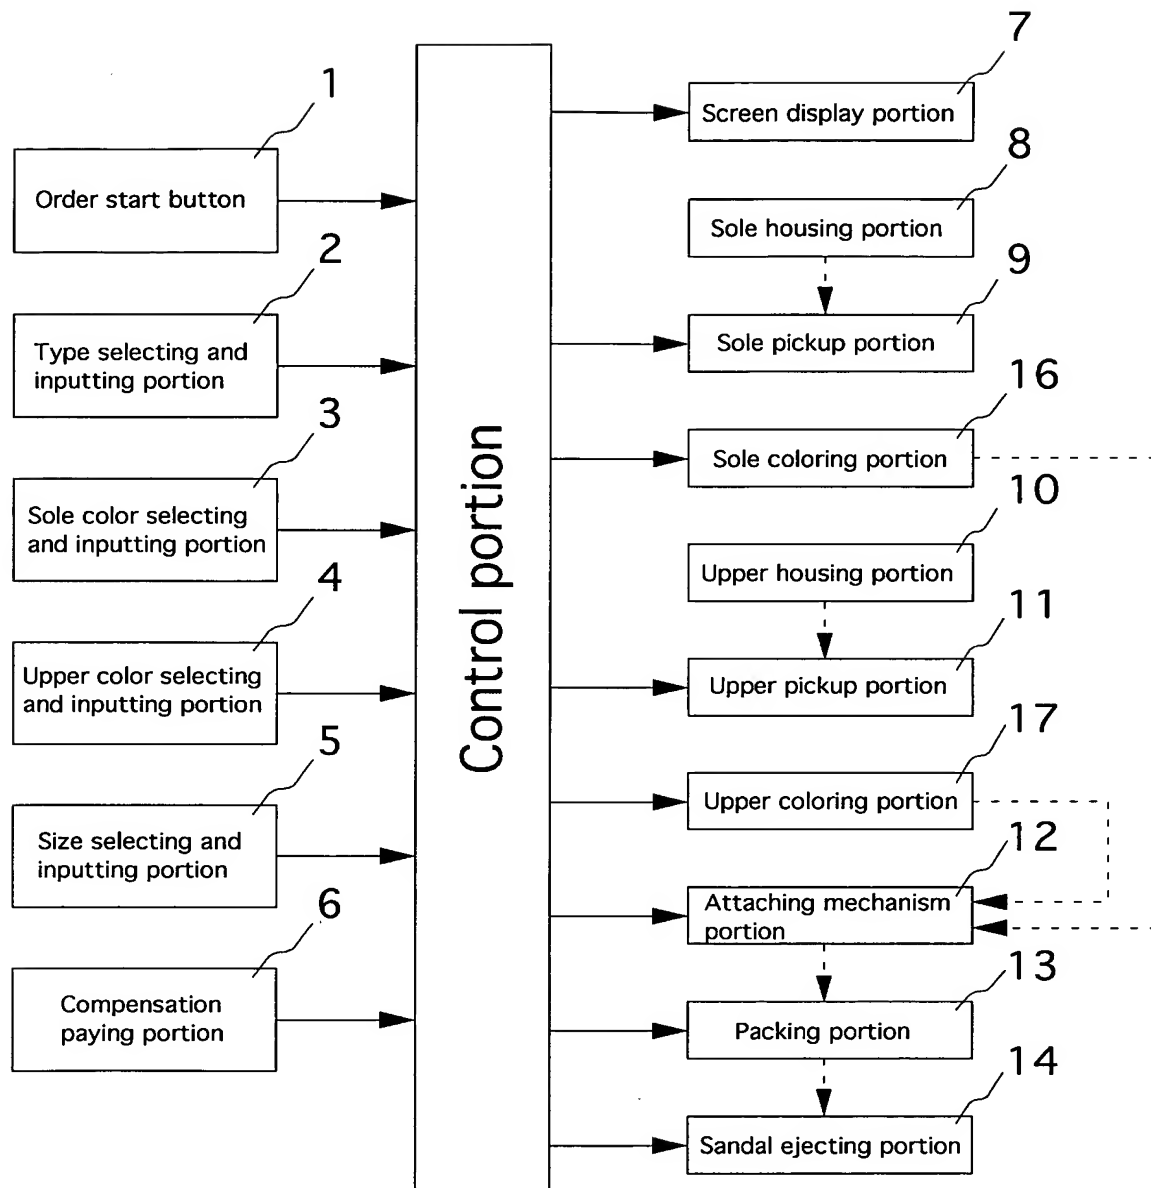 1
Order start button
2
Type selecting and
inputting portion
3
Sole color selecting
and inputting portion
4
Upper color selecting
and inputting portion
5
Size selecting and
inputting portion
6
Compensation
paying portion
Control portion
7
Screen display portion
8
Sole housing portion
9
Sole pickup portion
16
Sole coloring portion
10
Upper housing portion
11
Upper pickup portion
17
Upper coloring portion
12
Attaching mechanism
portion
13
Packing portion
14
Sandal ejecting portion